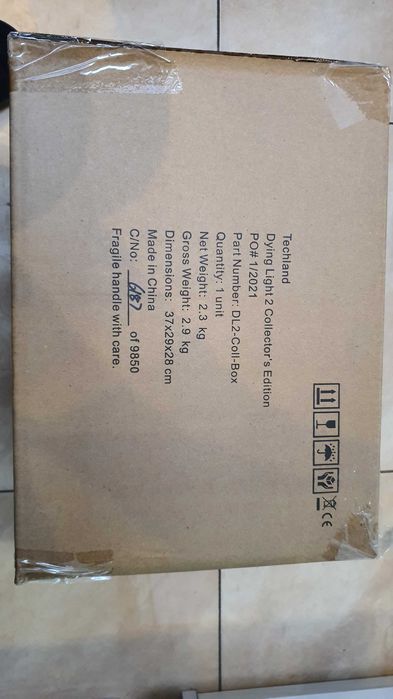 Techland
Dying Light 2 Collector's Edition
PO# 1/2021
Part Number: DL2-Coll-Box
Quantity: 1 unit
Net Weight: 2.3 kg
Gross Weight: 2.9 kg
Dimensions: 37x29x28 cm
Made in China
C/No: 6187 of 9850
Fragile handle with care.
CE